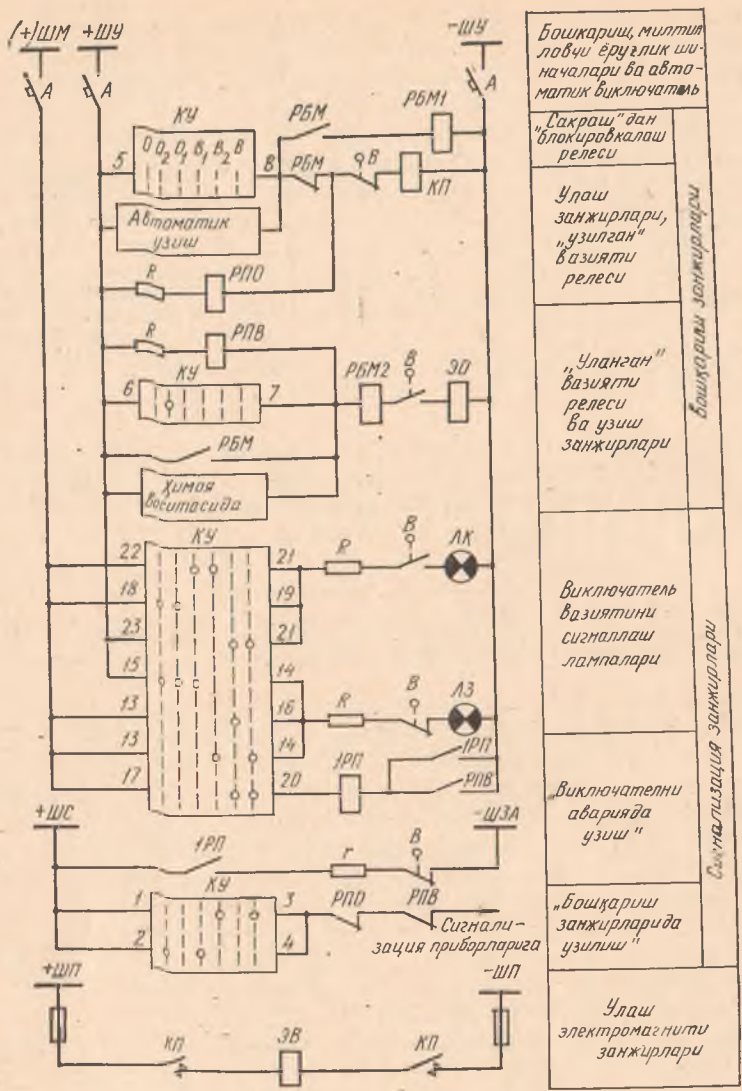 (+)ШМ +ШУ -ШУ
А А А
КУ
О О2 О1 В1 В2 В
5 8
РБМ РБМ1
РБМ В КП
Автоматик
узиш
R РПО
R РПВ
КУ
6 7
РБМ2 В ЭО
РБМ
Ҳимоя
воситасида
КУ
22 21 R В ЛК
18 19
23 21
15 14
13 16 R В ЛЗ
13 14
17 20 1РП 1РП
РПВ
+ШС -ШЗА
1РП r В
КУ
1 3 РПО РПВ
2 4
Сигнали-
зация приборларига
+ШП -ШП
КП ЭВ КП
Бошқариш, милтил
ловчи ёруғлик ши-
началари ва авто-
матик виключатель
"Сакраш" дан
блокировкалаш
релеси
Улаш
занжирлари,
„узилган"
вазияти
релеси
„Уланган"
вазияти
релеси
ва узиш
занжирлари
Бошқариш занжирлари
Виключатель
вазиятини
сигналлаш
лампалари
„Виключателни
аварияда
узиш"
„Бошқариш
занжирларида
узилиш"
Сигнализация занжирлари
Улаш
электромагнити
занжирлари